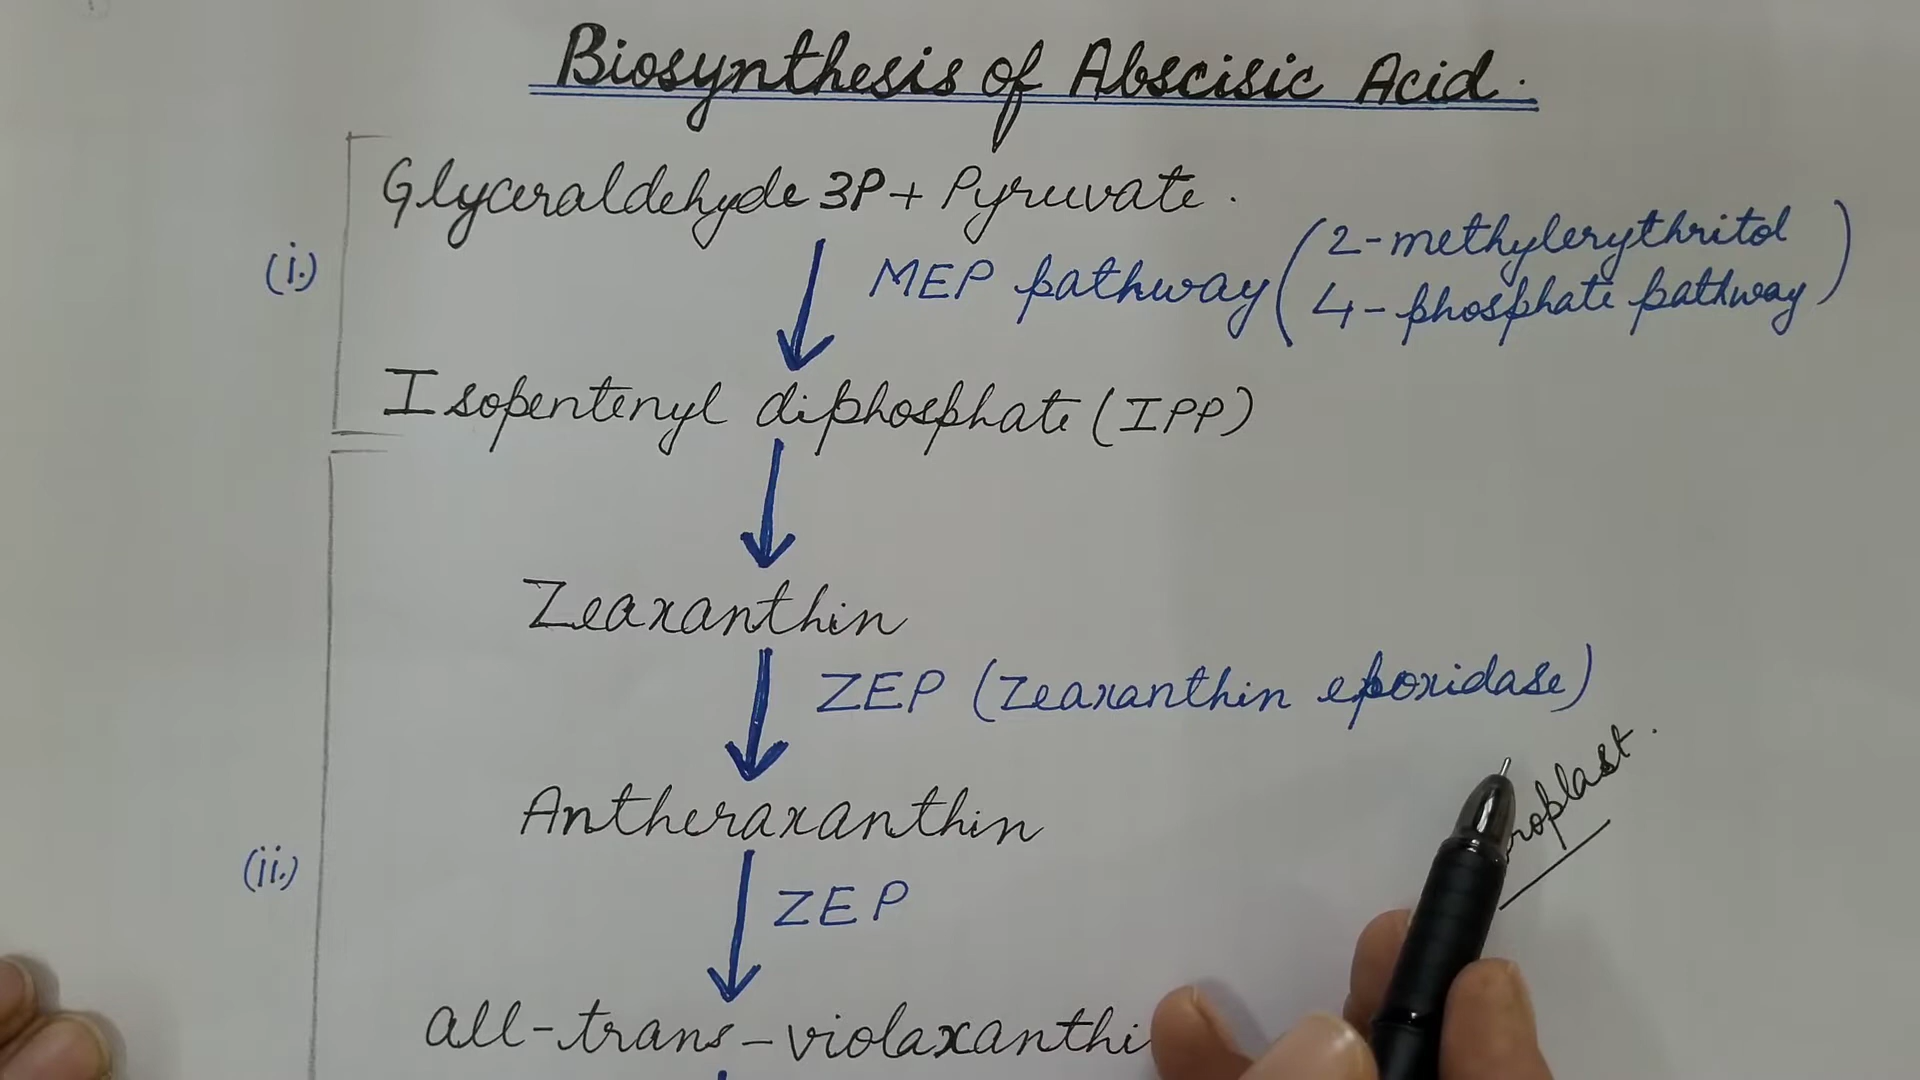 Biosynthesis of Abscisic Acid.
Glyceraldehyde 3P + Pyruvate.
(i.)
MEP pathway (2-methylerythritol
4-phosphate pathway)
Isopentenyl diphosphate (IPP)
Zeaxanthin
ZEP (Zeaxanthin epoxidase)
roplast.
Antheraxanthin
(ii.)
ZEP
all-trans-violaxanthi